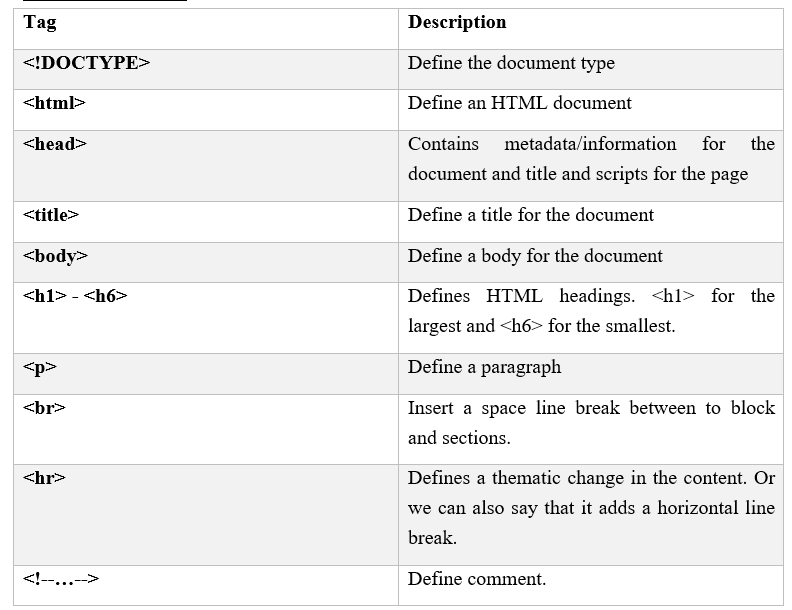 Tag Description
<!DOCTYPE> Define the document type
<html> Define an HTML document
<head> Contains metadata/information for the
document and title and scripts for the page
<title> Define a title for the document
<body> Define a body for the document
<h1> - <h6> Defines HTML headings. <h1> for the
largest and <h6> for the smallest.
<p> Define a paragraph
<br> Insert a space line break between to block
and sections.
<hr> Defines a thematic change in the content. Or
we can also say that it adds a horizontal line
break.
<!--…--> Define comment.